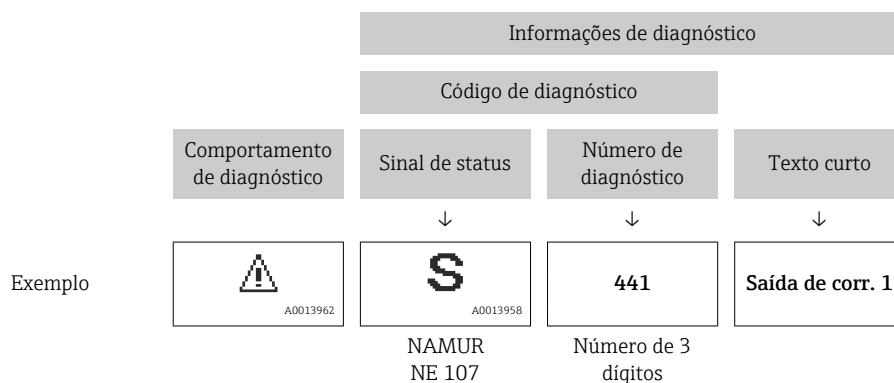 Informações de diagnóstico
Código de diagnóstico
Comportamento
de diagnóstico
Sinal de status
Número de
diagnóstico
Texto curto
↓ ↓ ↓
Exemplo
A0013962
S
A0013958
441
Saída de corr. 1
NAMUR
NE 107
Número de 3
dígitos